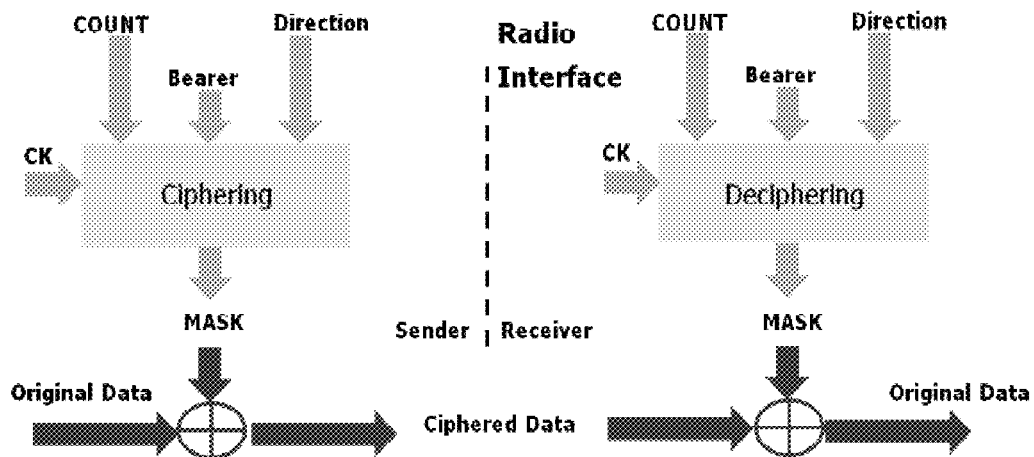 COUNT
Direction
Bearer
CK
Ciphering
MASK
Original Data
Radio
Interface
Sender
Receiver
Ciphered Data
COUNT
Direction
Bearer
CK
Deciphering
MASK
Original Data